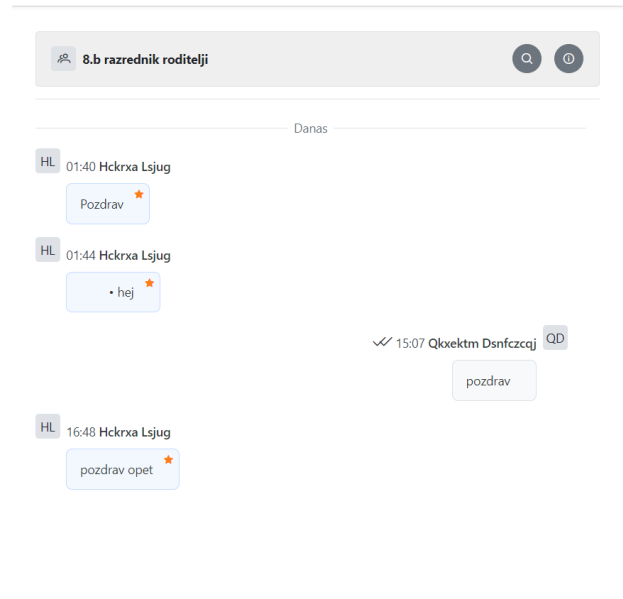 8.b razrednik roditelji
Danas
HL 01:40 Hckrxa Lsjug
Pozdrav
HL 01:44 Hckrxa Lsjug
• hej
15:07 Qkxektm Dsnfczcqj QD
pozdrav
HL 16:48 Hckrxa Lsjug
pozdrav opet